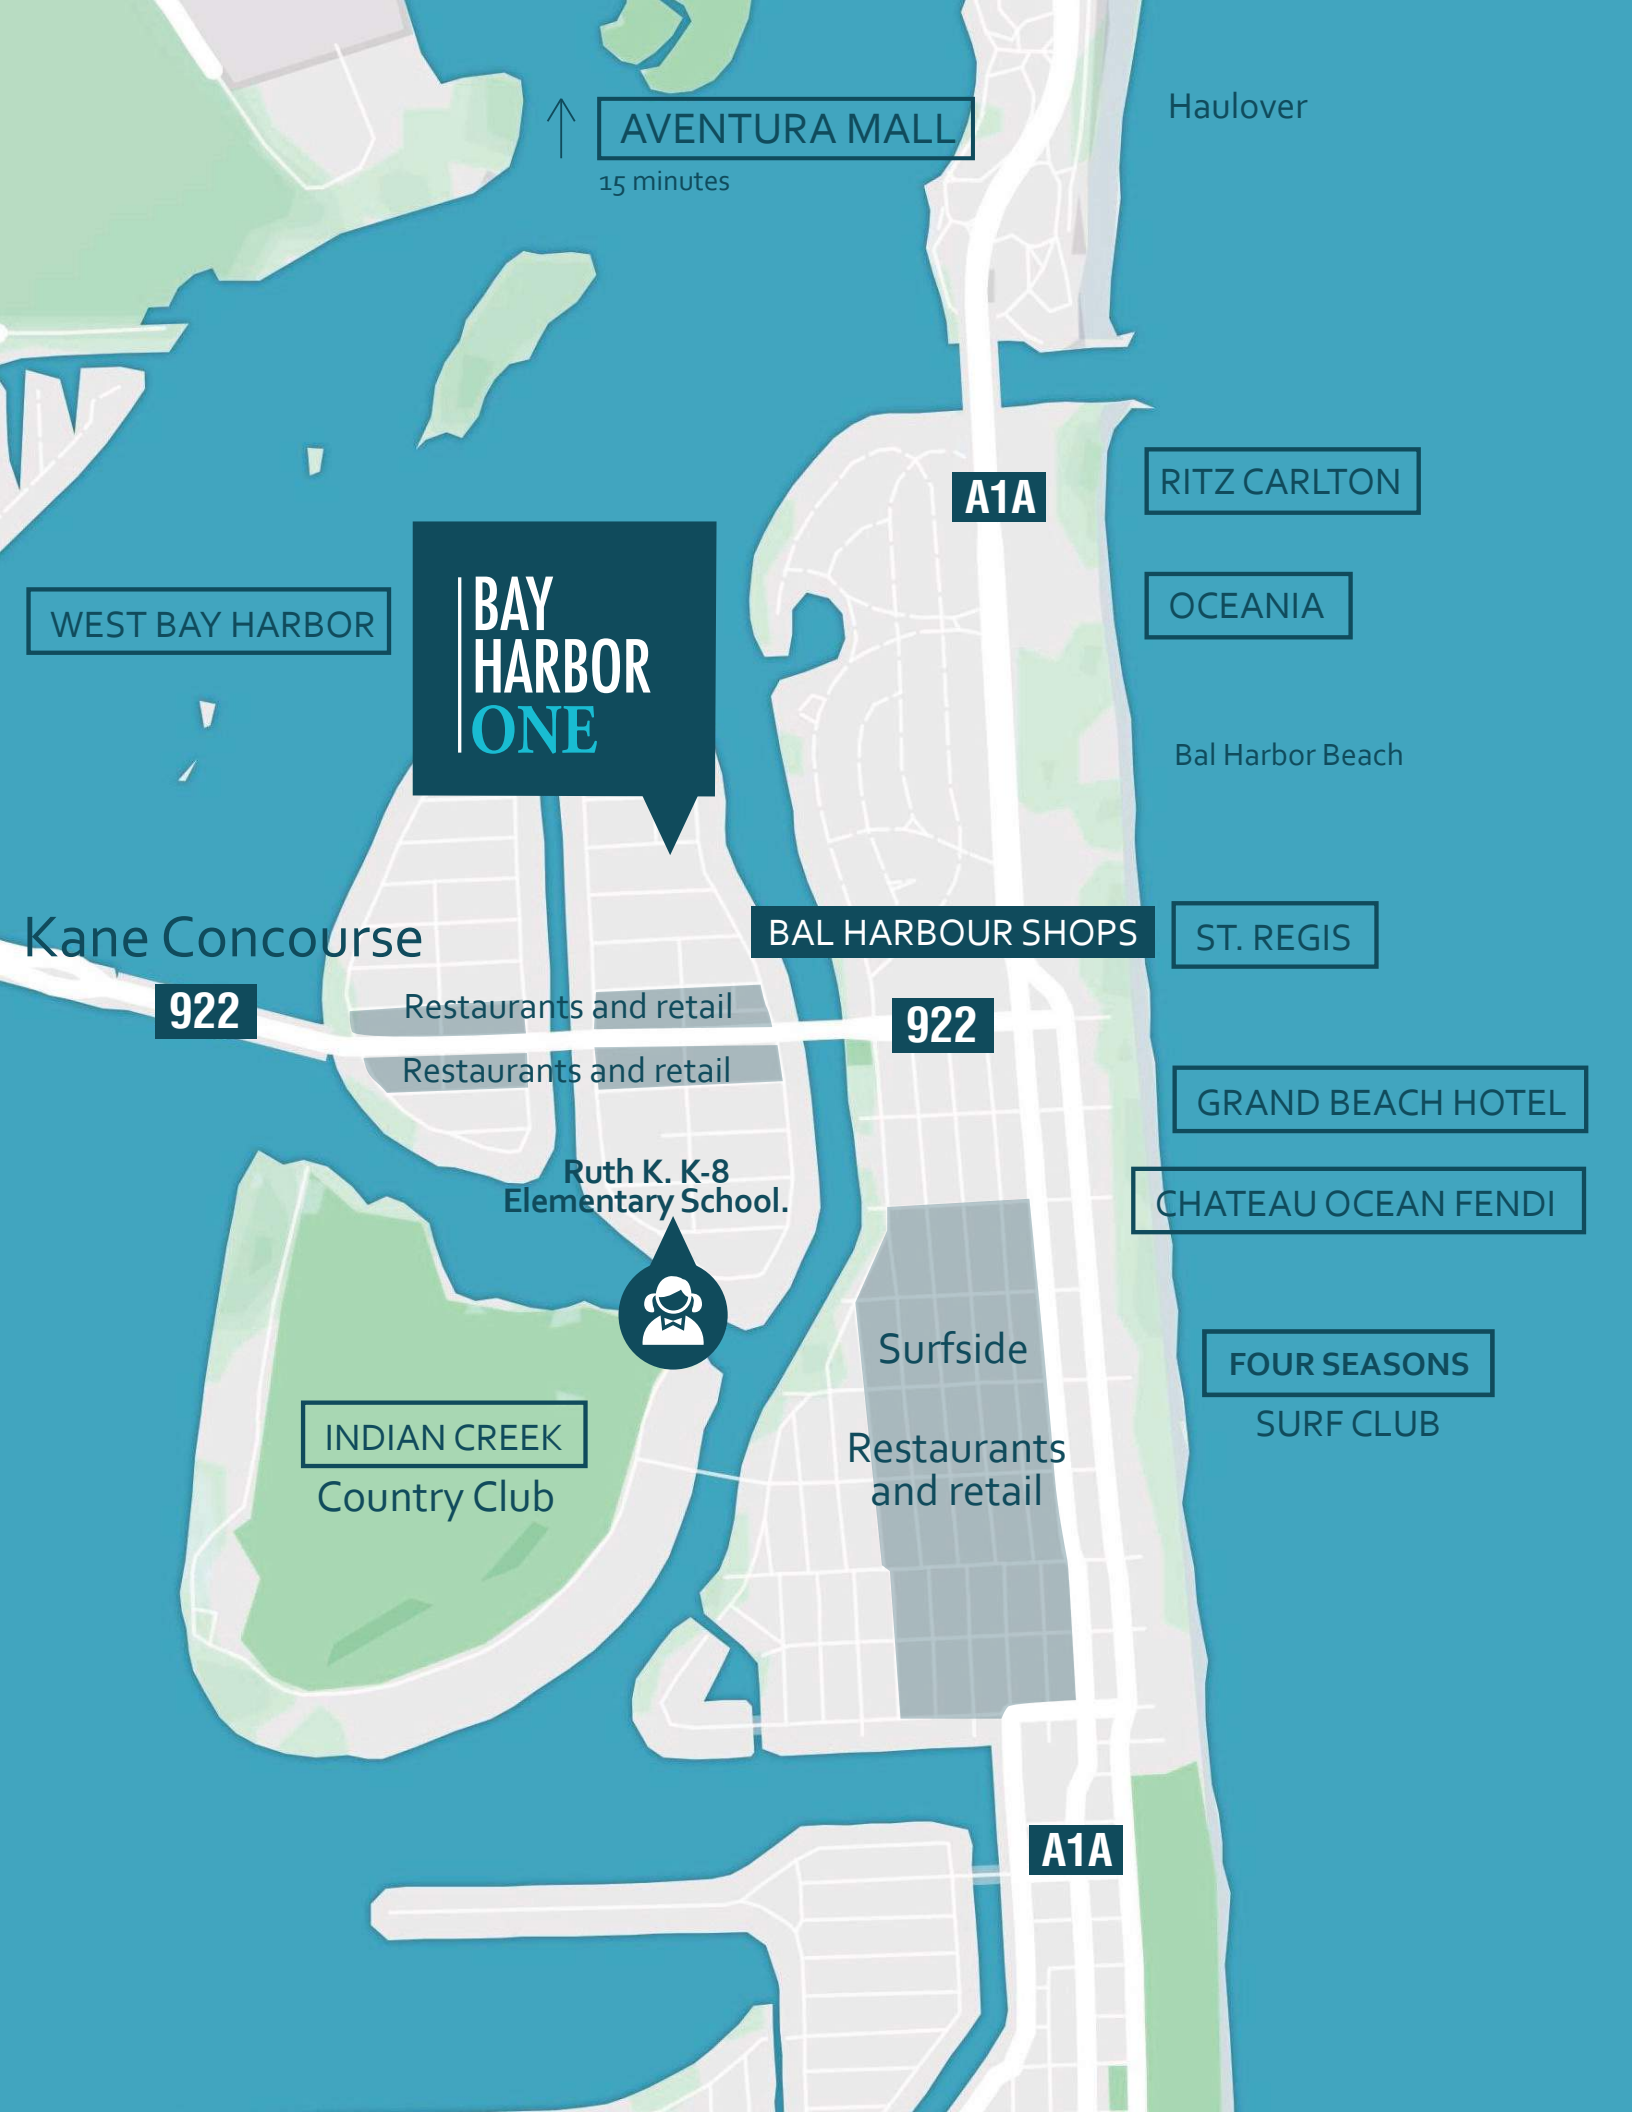 Haulover
AVENTURA MALL
15 minutes
RITZ CARLTON
A1A
OCEANIA
WEST BAY HARBOR
BAY
HARBOR
ONE
Bal Harbor Beach
Kane Concourse
BAL HARBOUR SHOPS
ST. REGIS
922
Restaurants and retail
922
Restaurants and retail
GRAND BEACH HOTEL
Ruth K. K-8
Elementary School.
CHATEAU OCEAN FENDI
Surfside
FOUR SEASONS
SURF CLUB
INDIAN CREEK
Country Club
Restaurants
and retail
A1A